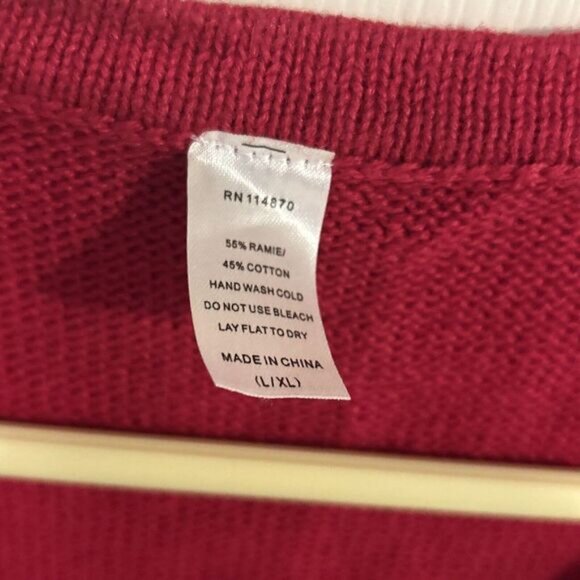 RN 114870
55% RAMIE/
45% COTTON
HAND WASH COLD
DO NOT USE BLEACH
LAY FLAT TO DRY
MADE IN CHINA
(L/XL)